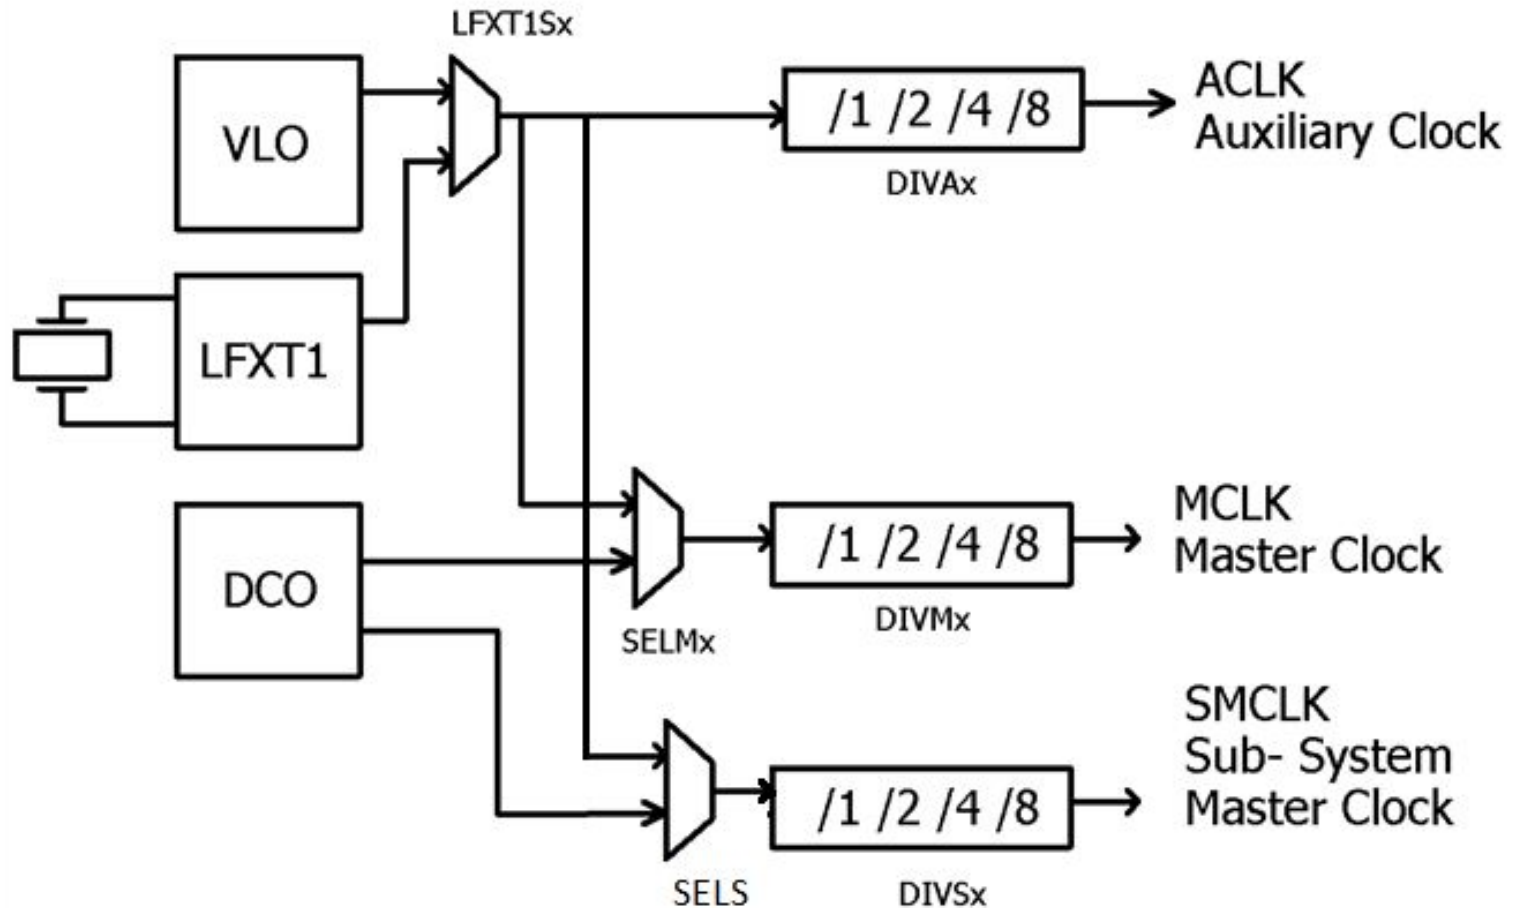 LFXT1Sx
VLO
/1 /2 /4 /8
ACLK
Auxiliary Clock
DIVAx
LFXT1
DCO
/1 /2 /4 /8
MCLK
Master Clock
DIVMx
SELMx
SMCLK
Sub- System
Master Clock
/1 /2 /4 /8
SELS
DIVSx